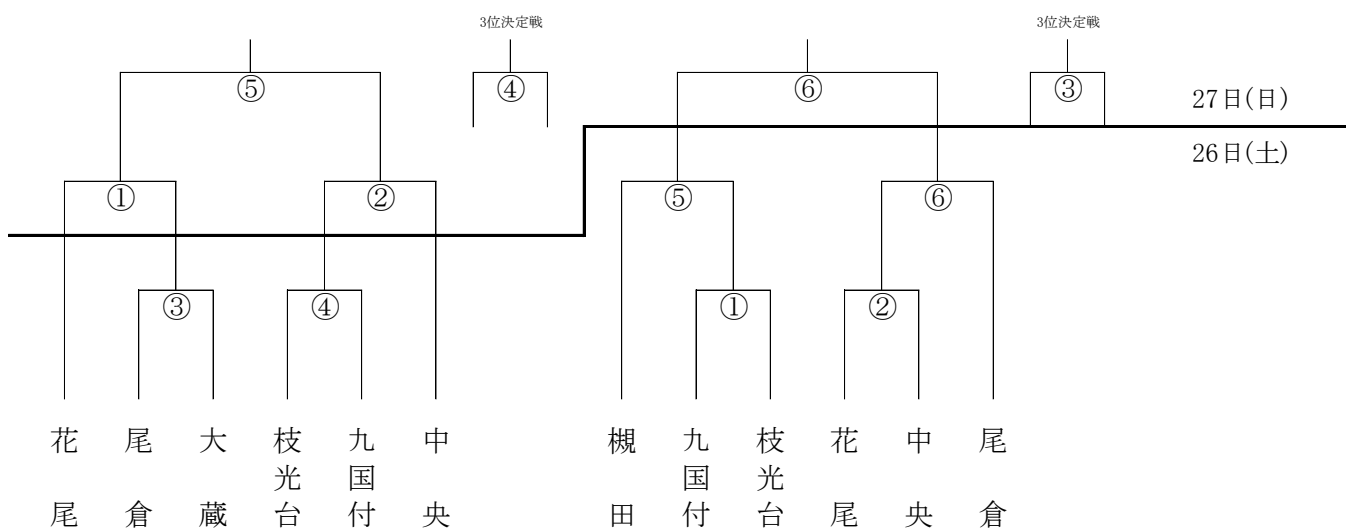 3位決定戦
3位決定戦
⑤
④
⑥
③
27日(日)
26日(土)
①
②
⑤
⑥
③
④
①
②
花尾
尾倉
大蔵
枝光台
九国付
中央
槻田
九国付
枝光台
花尾
中央
尾倉